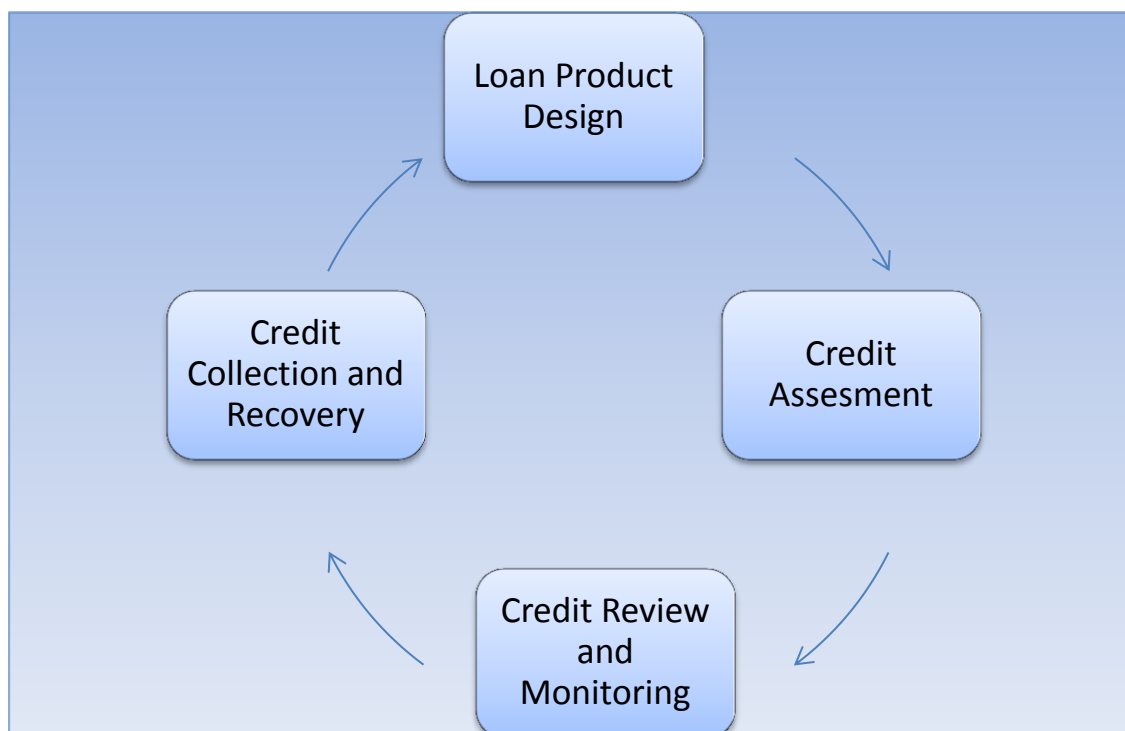 Loan Product
Design
Credit
Assesment
Credit Review
and
Monitoring
Credit
Collection and
Recovery